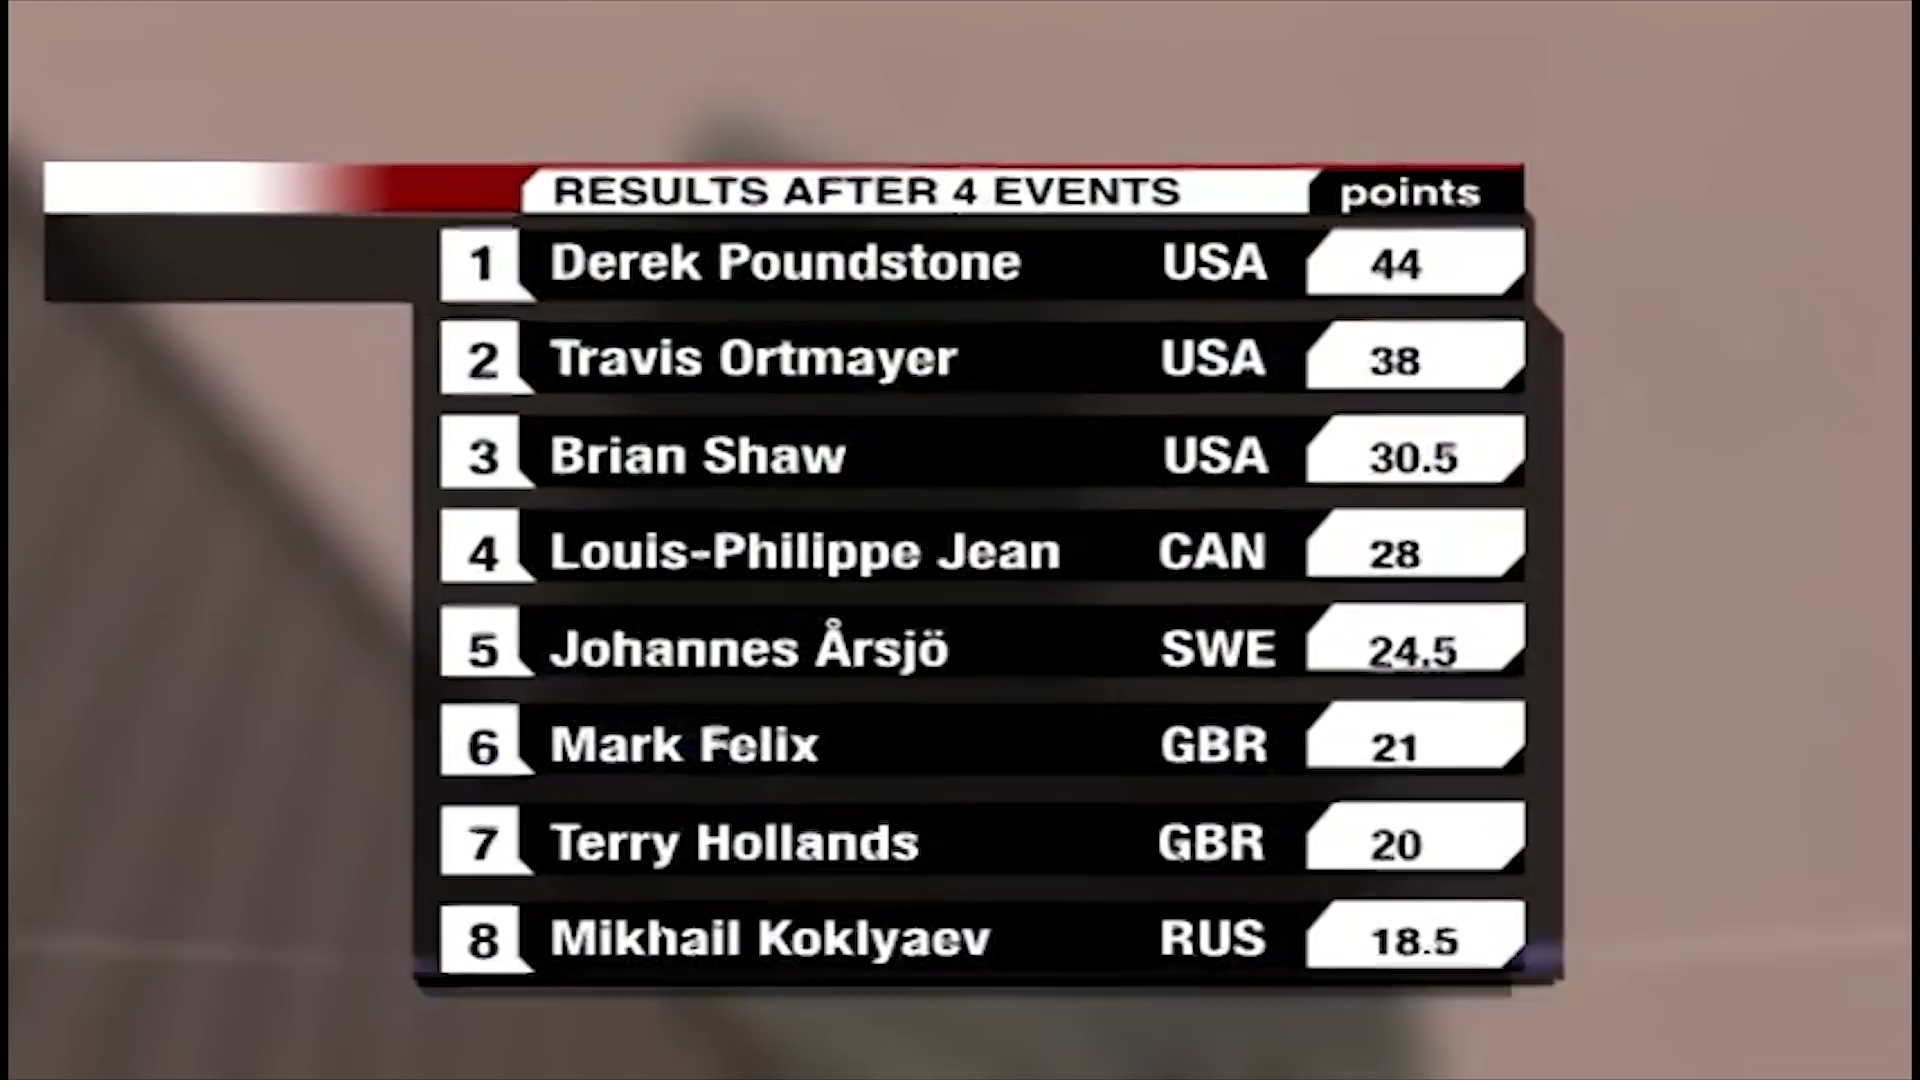 RESULTS AFTER 4 EVENTS points
1 Derek Poundstone USA 44
2 Travis Ortmayer USA 38
3 Brian Shaw USA 30.5
4 Louis-Philippe Jean CAN 28
5 Johannes Årsjö SWE 24.5
6 Mark Felix GBR 21
7 Terry Hollands GBR 20
8 Mikhail Koklyaev RUS 18.5